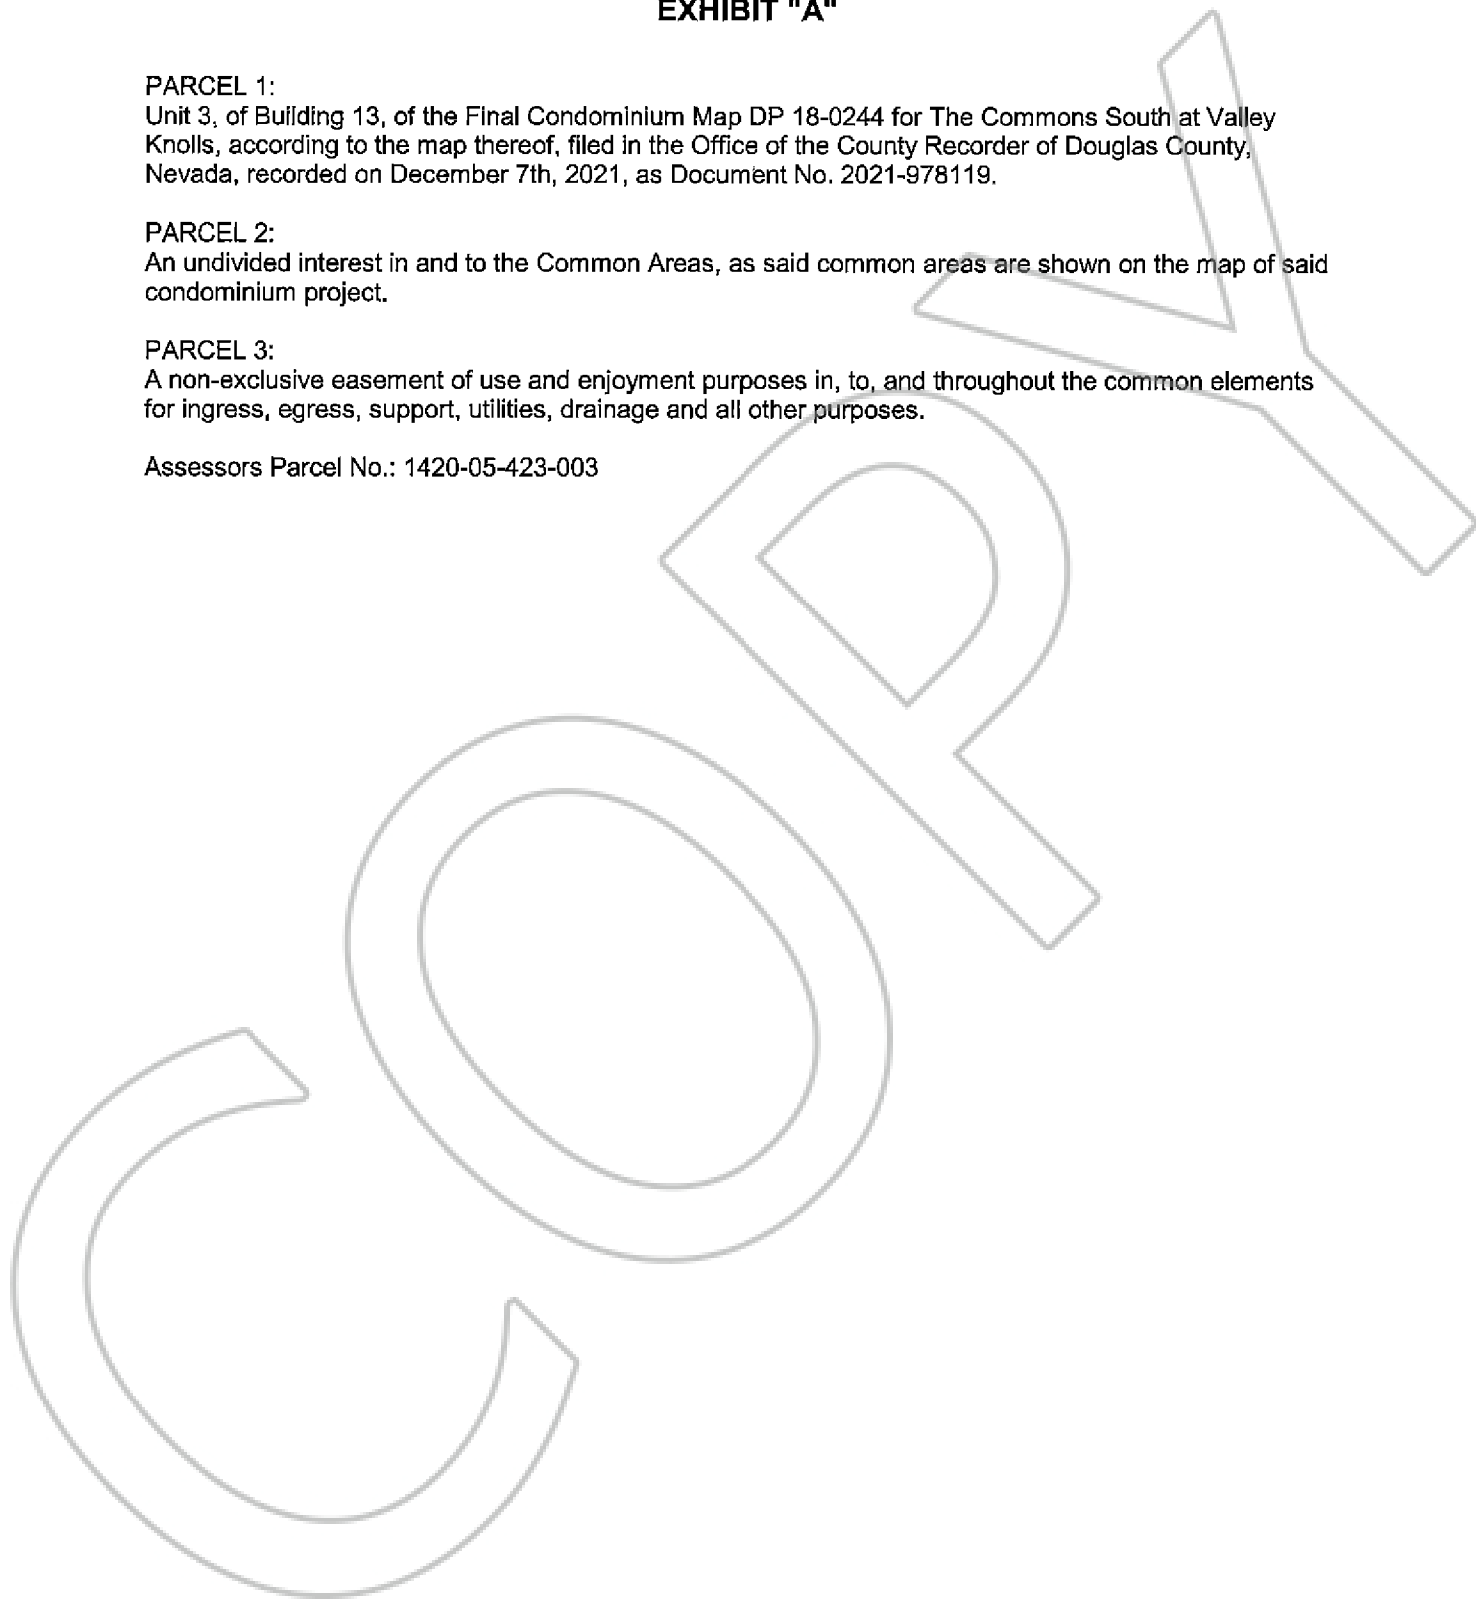 EXHIBIT "A"
PARCEL 1:
Unit 3, of Building 13, of the Final Condominium Map DP 18-0244 for The Commons South at Valley
Knolls, according to the map thereof, filed in the Office of the County Recorder of Douglas County,
Nevada, recorded on December 7th, 2021, as Document No. 2021-978119.
PARCEL 2:
An undivided interest in and to the Common Areas, as said common areas are shown on the map of said
condominium project.
PARCEL 3:
A non-exclusive easement of use and enjoyment purposes in, to, and throughout the common elements
for ingress, egress, support, utilities, drainage and all other purposes.
Assessors Parcel No.: 1420-05-423-003
COPY